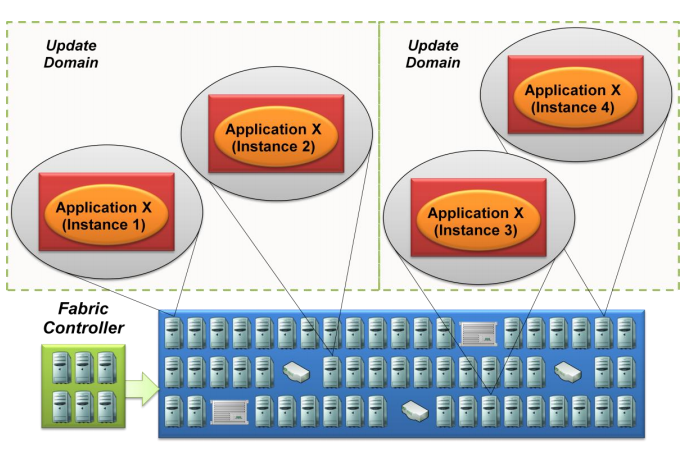 Update
Domain
Update
Domain
Application X
(Instance 4)
Application X
(Instance 2)
Application X
(Instance 1)
Application X
(Instance 3)
Fabric
Controller